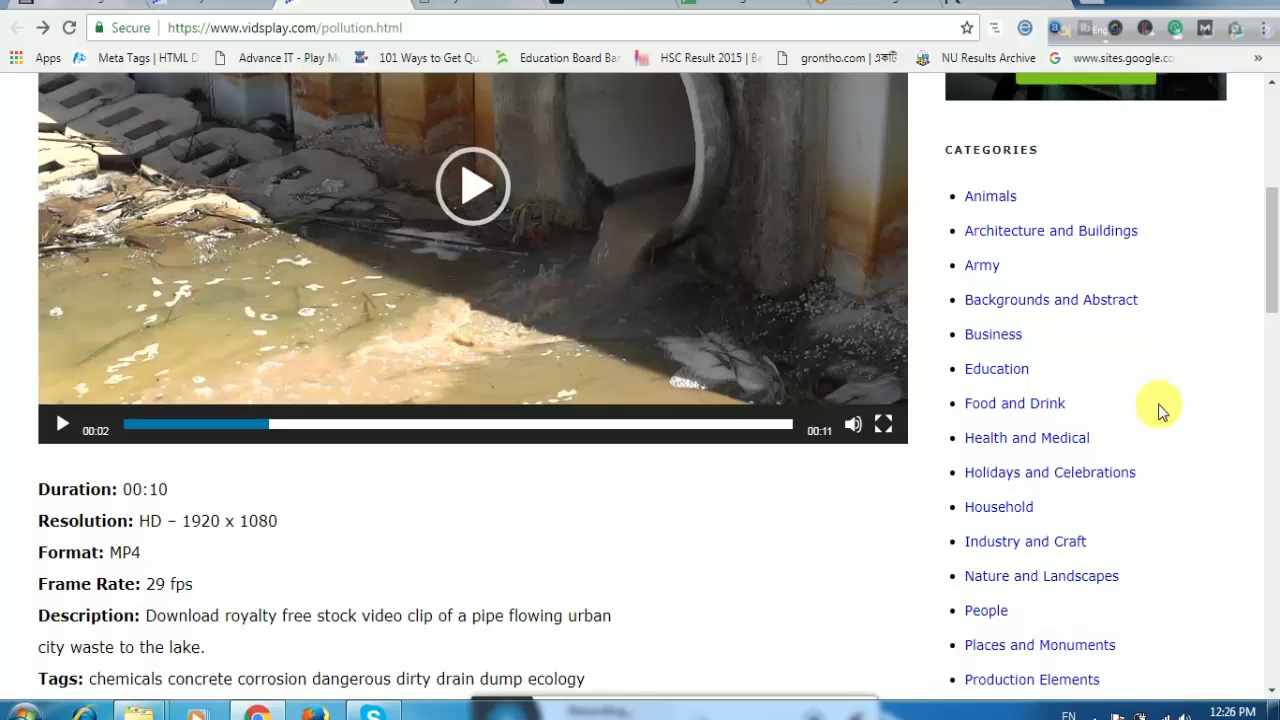 Secure
https://www.vidsplay.com/pollution.html
Apps
Meta Tags | HTML D
Advance IT - Play M
101 Ways to Get Qu
Education Board Ban
HSC Result 2015 | Be
grontho.com |
NU Results Archive
www.sites.google.cc
»
CATEGORIES
Animals
Architecture and Buildings
Army
Backgrounds and Abstract
Business
Education
Food and Drink
Health and Medical
Holidays and Celebrations
Household
Industry and Craft
Nature and Landscapes
People
Places and Monuments
Production Elements
00:02
00:11
Duration: 00:10
Resolution: HD – 1920 x 1080
Format: MP4
Frame Rate: 29 fps
Description: Download royalty free stock video clip of a pipe flowing urban
city waste to the lake.
Tags: chemicals concrete corrosion dangerous dirty drain dump ecology
EN
12:26 PM